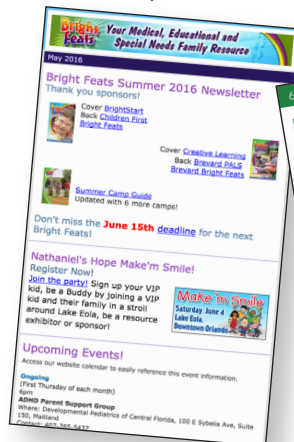 Bright Feats
Your Medical, Educational and
Special Needs Family Resource
May 2016
Bright Feats Summer 2016 Newsletter
Thank you sponsors!
Cover BrightStart
Back Children First
Bright Feats
Cover Creative Learning
Back Brevard PALS
Brevard Bright Feats
Summer Camp Guide
Updated with 6 more camps!
Don't miss the June 15th deadline for the next
Bright Feats!
Nathaniel's Hope Make'm Smile!
Register Now!
Join the party! Sign up your VIP
kid, be a Buddy by joining a VIP
kid and their family in a stroll
around Lake Eola, be a resource
exhibitor or sponsor!
Make 'm Smile
Saturday, June 4
Lake Eola,
Downtown Orlando
Upcoming Events!
Access our website calendar to easily reference this event information.
Ongoing
(First Thursday of each month)
6pm
ADHD Parent Support Group
Where: Developmental Pediatrics of Central Florida, 100 E Sybelia Ave, Suite
Contact: 407-265-5437